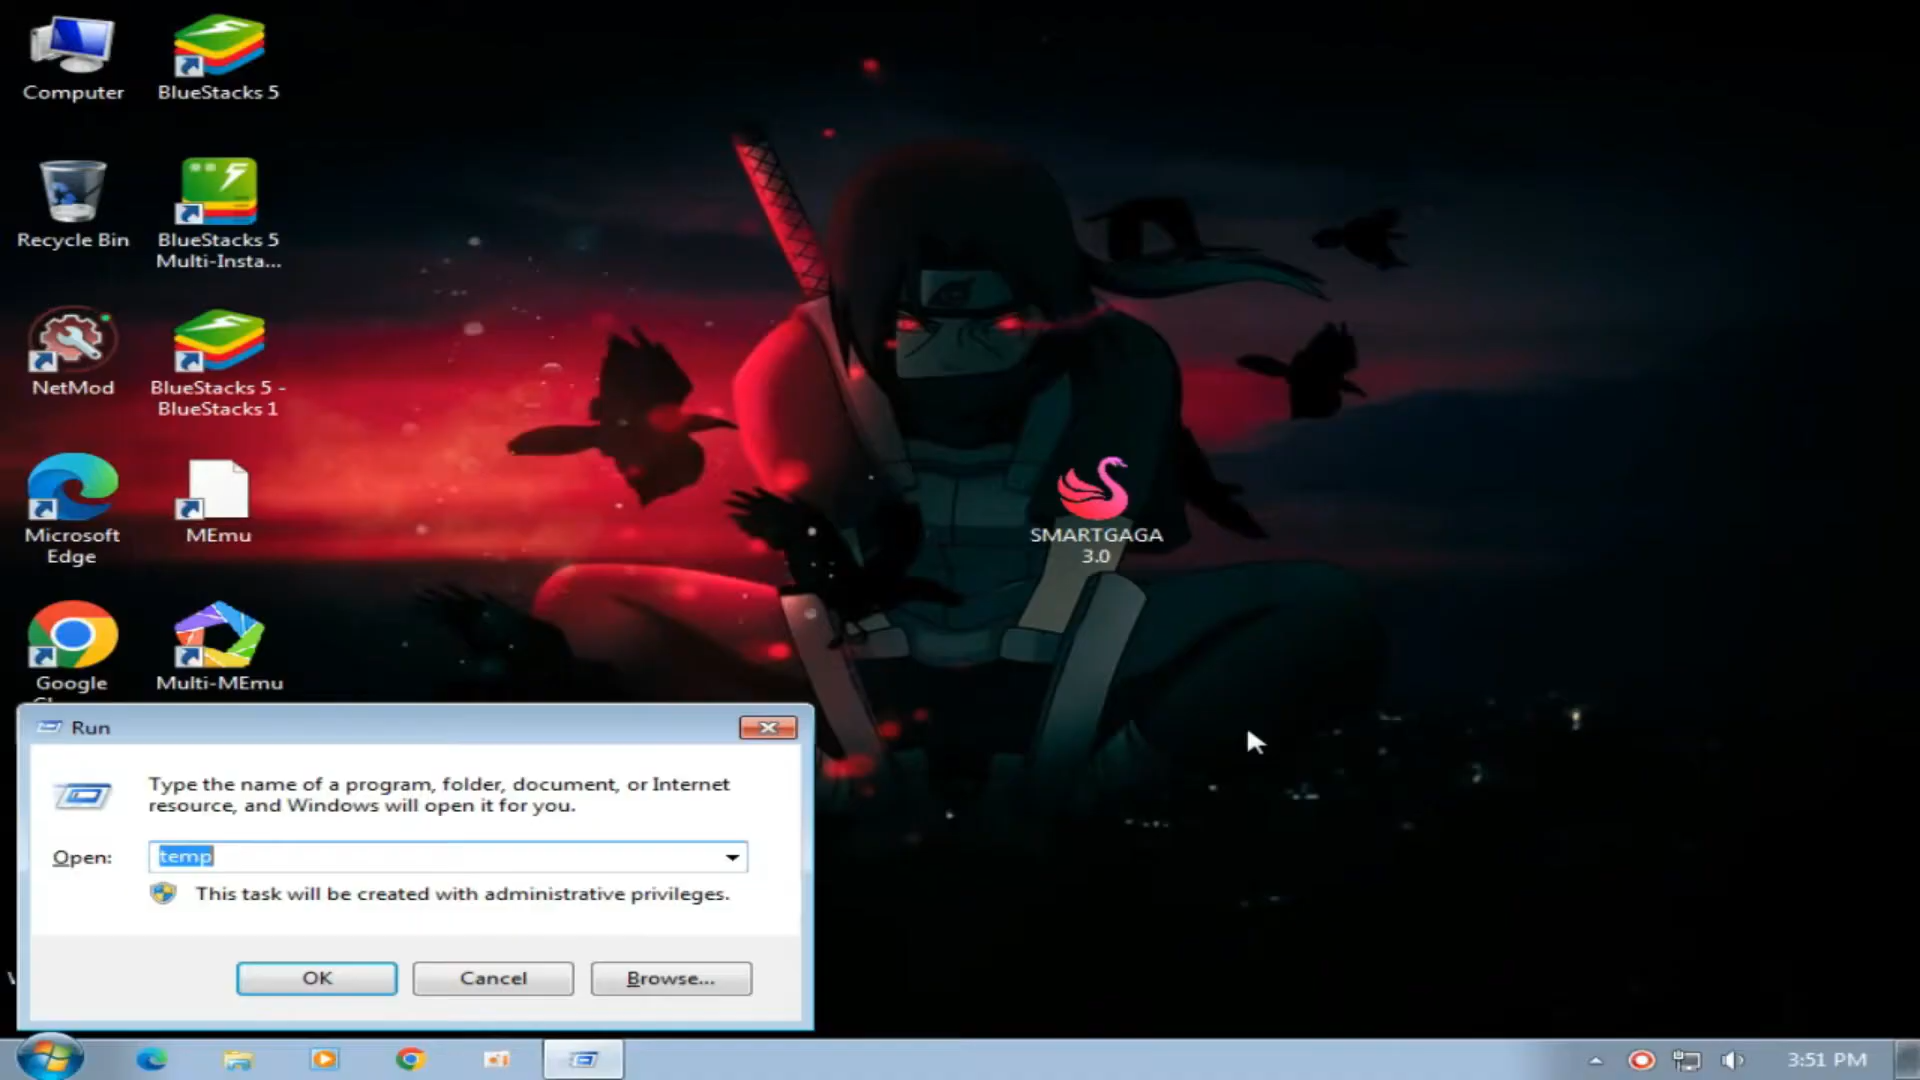 Computer
BlueStacks 5
Recycle Bin
BlueStacks 5
Multi-Insta...
NetMod
BlueStacks 5 -
BlueStacks 1
Microsoft
Edge
MEmu
SMARTGAGA
3.0
Google
Multi-MEmu
Run
Type the name of a program, folder, document, or Internet
resource, and Windows will open it for you.
Open:
temp
This task will be created with administrative privileges.
OK
Cancel
Browse...
3:51 PM